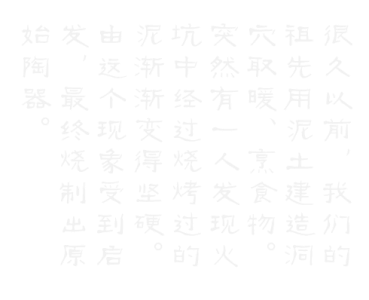 很久以前，我们的
祖先用泥土建造洞
穴取暖、烹食物。
突然有一人发现火
坑中经过烧烤过的
泥渐渐变得坚硬。
由这个现象受到启
发，最终烧制出原
始陶器。